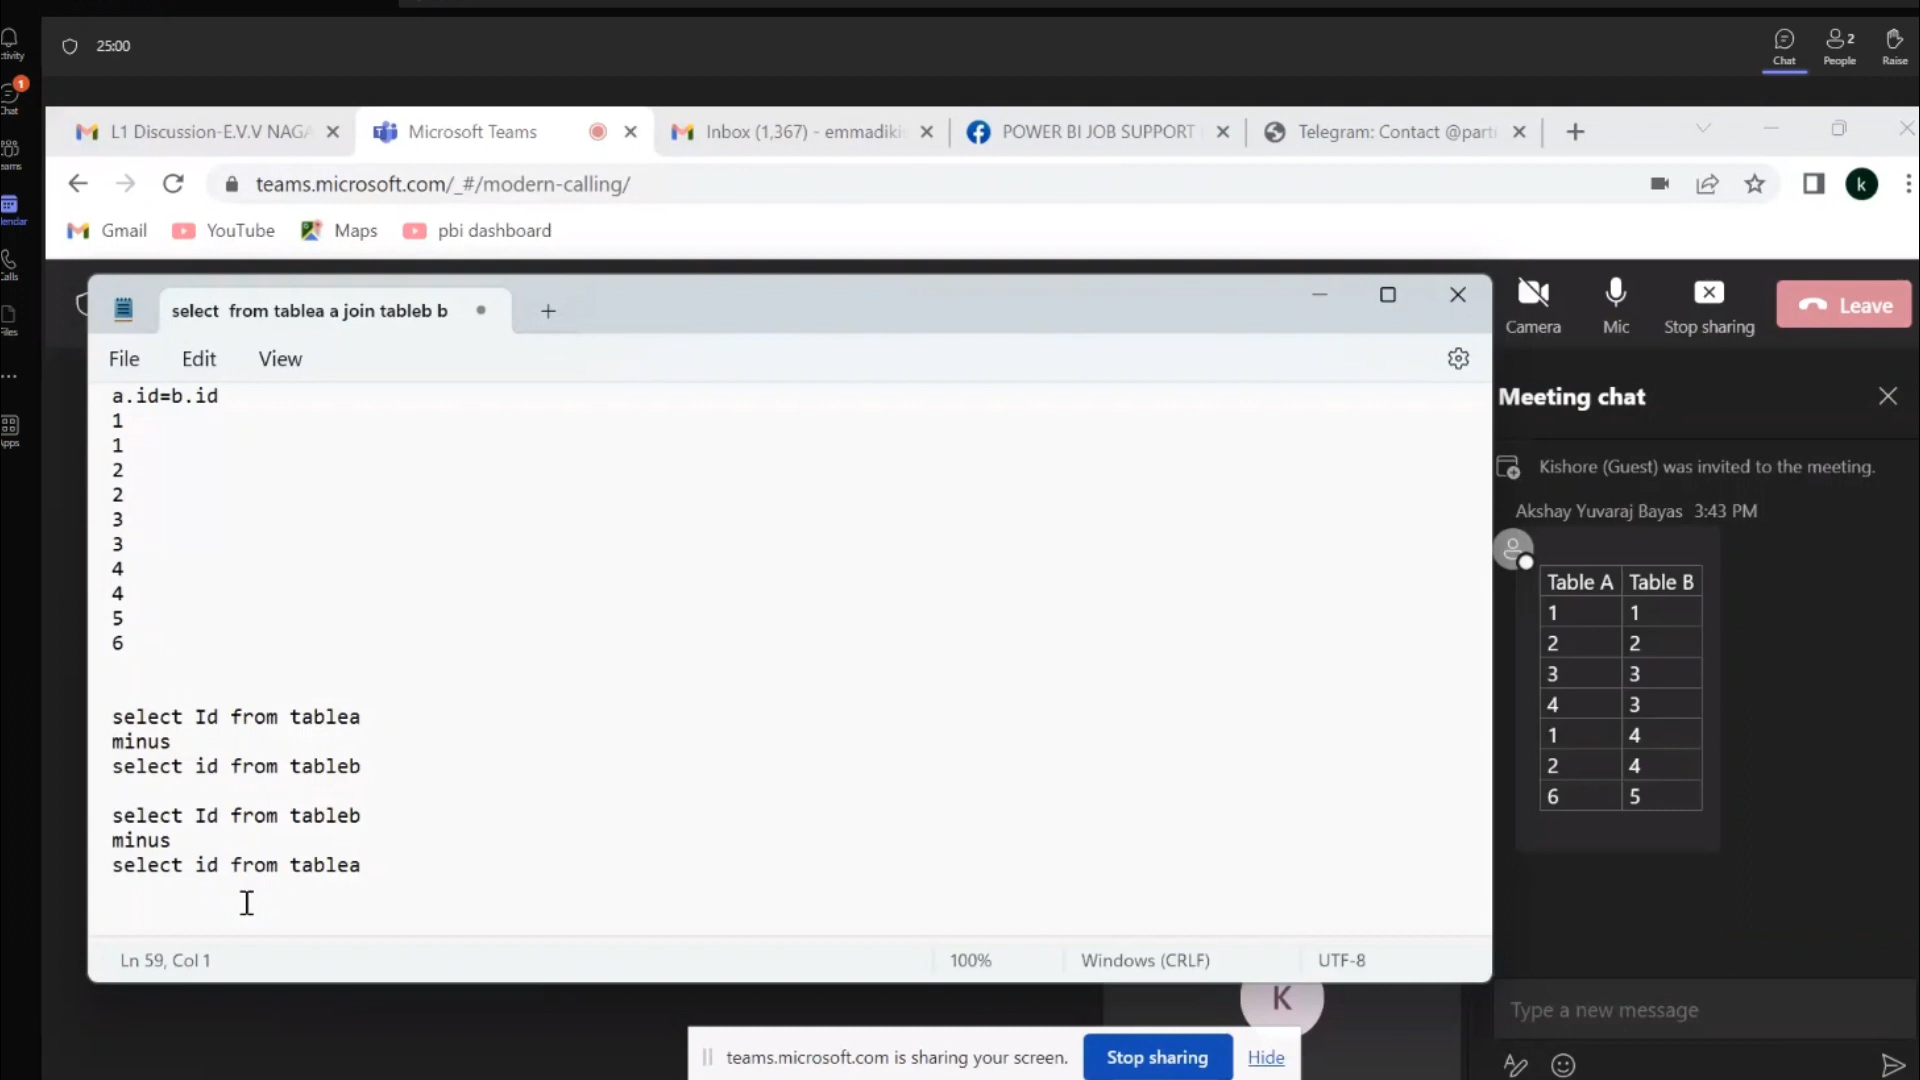 25:00
Chat
2
People
Raise
1
L1 Discussion-E.V.V NAGA
Microsoft Teams
Inbox (1,367) - emmadiki
POWER BI JOB SUPPORT
Telegram: Contact @parti
teams.microsoft.com/_#/modern-calling/
k
Gmail
YouTube
Maps
pbi dashboard
select  from tablea a join tableb b
File
Edit
View
Camera
Mic
Stop sharing
Leave
a.id=b.id
1
1
2
2
3
3
4
4
5
6
select Id from tablea
minus
select id from tableb
select Id from tableb
minus
select id from tablea
Ln 59, Col 1
100%
Windows (CRLF)
UTF-8
Meeting chat
Kishore (Guest) was invited to the meeting.
Akshay Yuvaraj Bayas 3:43 PM
Table A Table B
1 1
2 2
3 3
4 3
1 4
2 4
6 5
K
Type a new message
teams.microsoft.com is sharing your screen.
Stop sharing
Hide